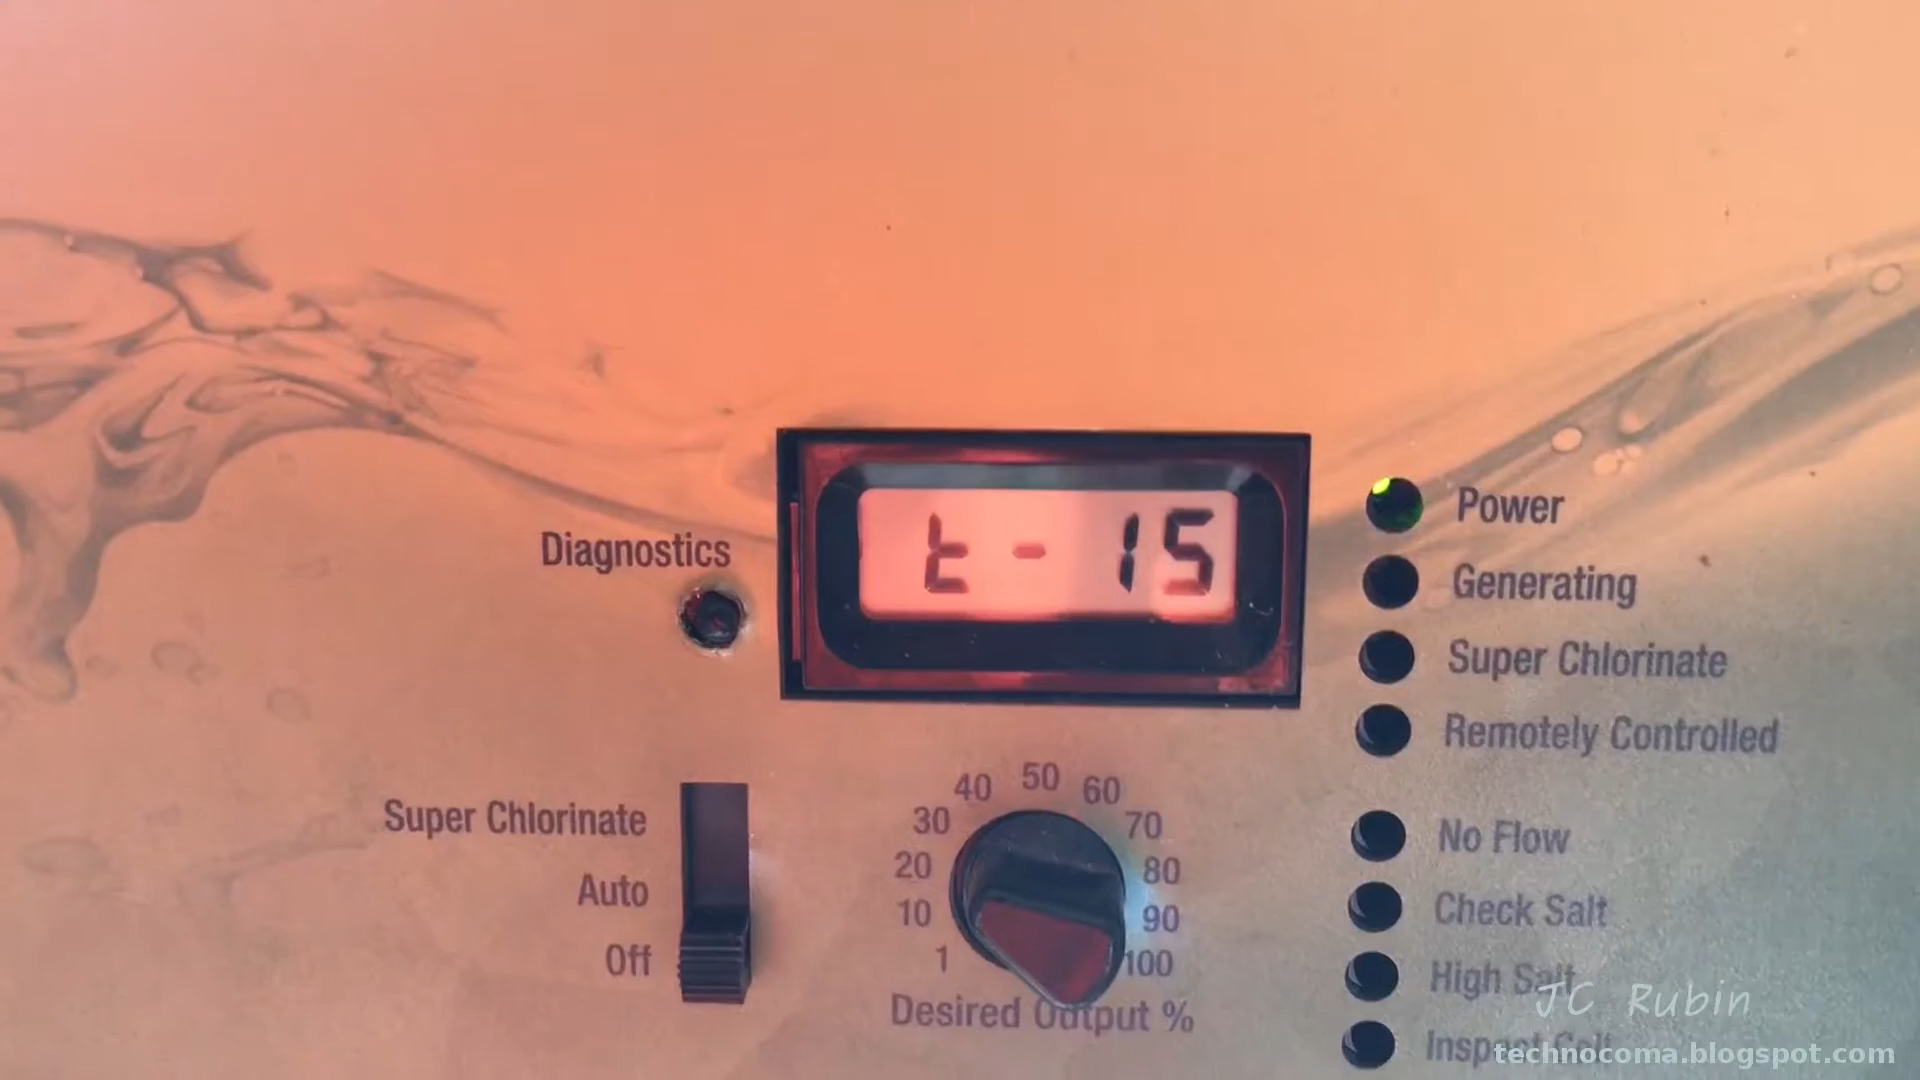 t - 15
Diagnostics
Power
Generating
Super Chlorinate
Remotely Controlled
No Flow
Check Salt
High Salt
Inspect Cell
Super Chlorinate
Auto
Off
1 10 20 30 40 50 60 70 80 90 100
Desired Output %
JC Rubin
technocoma.blogspot.com